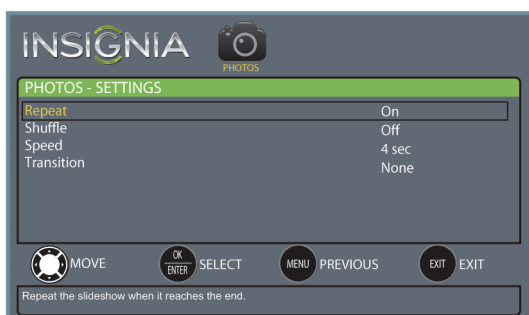 INSIGNIA
PHOTOS
PHOTOS - SETTINGS
Repeat On
Shuffle Off
Speed 4 sec
Transition None
MOVE OK ENTER SELECT MENU PREVIOUS EXIT EXIT
Repeat the slideshow when it reaches the end.